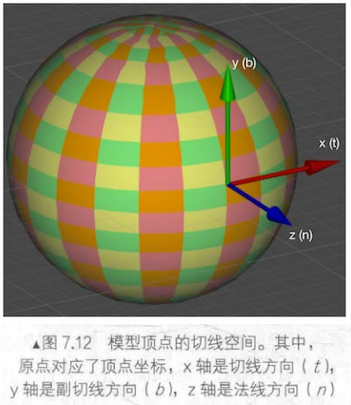 y (b)
x (t)
z (n)
▲图 7.12 模型顶点的切线空间。其中，
原点对应了顶点坐标，x 轴是切线方向（t），
y 轴是副切线方向（b），z 轴是法线方向（n）